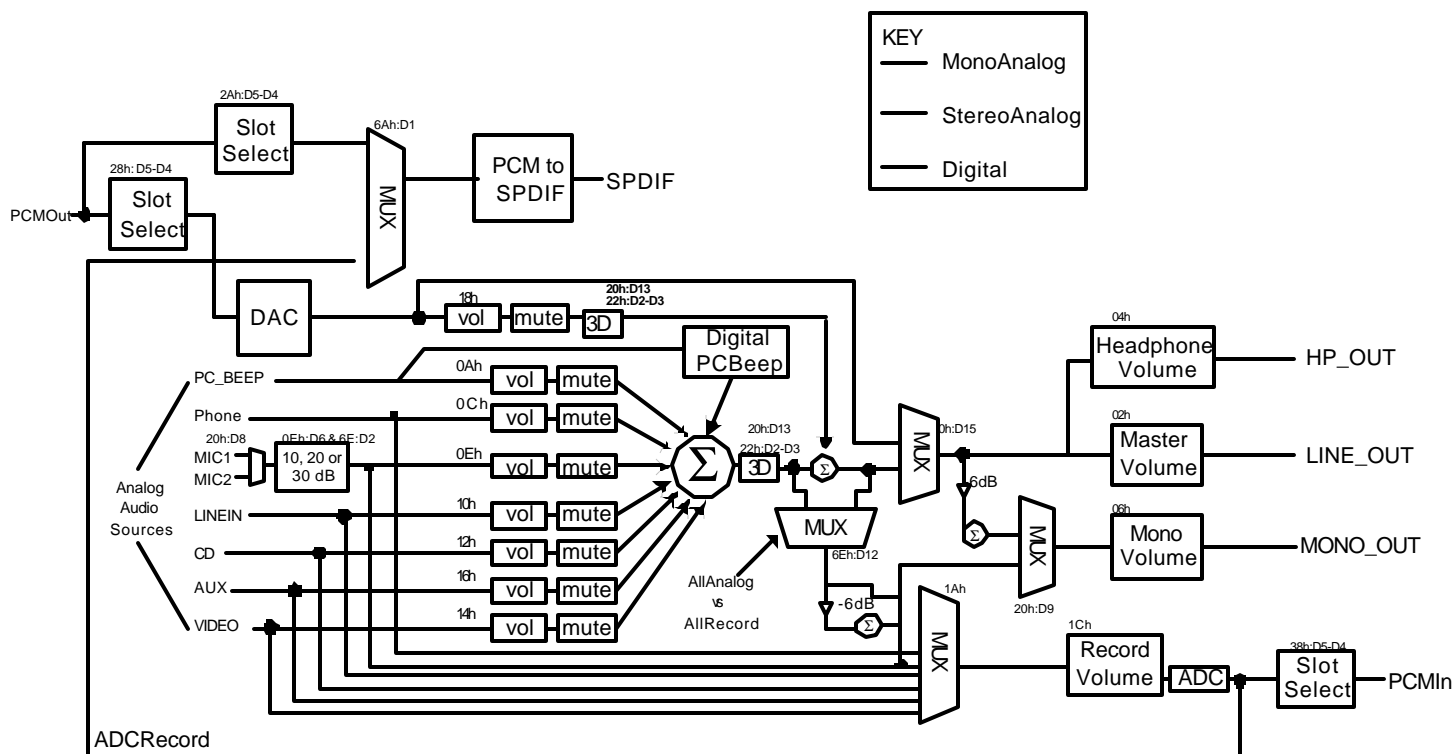 KEY
MonoAnalog
StereoAnalog
Digital
2Ah:D5-D4
Slot
Select
6Ah:D1
MUX
PCM to
SPDIF
SPDIF
28h: D5-D4
Slot
Select
PCMOut
DAC
18h
vol
mute
20h:D13
22h:D2-D3
3D
Digital
PCBeep
04h
Headphone
Volume
HP_OUT
PC_BEEP
0Ah
vol
mute
Phone
0Ch
vol
mute
20h:D8
MIC1
MIC2
0Eh:D6 & 6E:D2
10, 20 or
30 dB
0Eh
vol
mute
Σ
20h:D13
22h:D2-D3
3D
Σ
MUX
0h:D15
02h
Master
Volume
LINE_OUT
Analog
Audio
Sources
LINEIN
10h
vol
mute
MUX
6Eh:D12
6dB
Σ
MUX
20h:D9
06h
Mono
Volume
MONO_OUT
CD
12h
vol
mute
AUX
16h
vol
mute
VIDEO
14h
vol
mute
AllAnalog
vs
AllRecord
-6dB
Σ
1Ah
MUX
1Ch
Record
Volume
ADC
38h:D5-D4
Slot
Select
PCMIn
ADCRecord